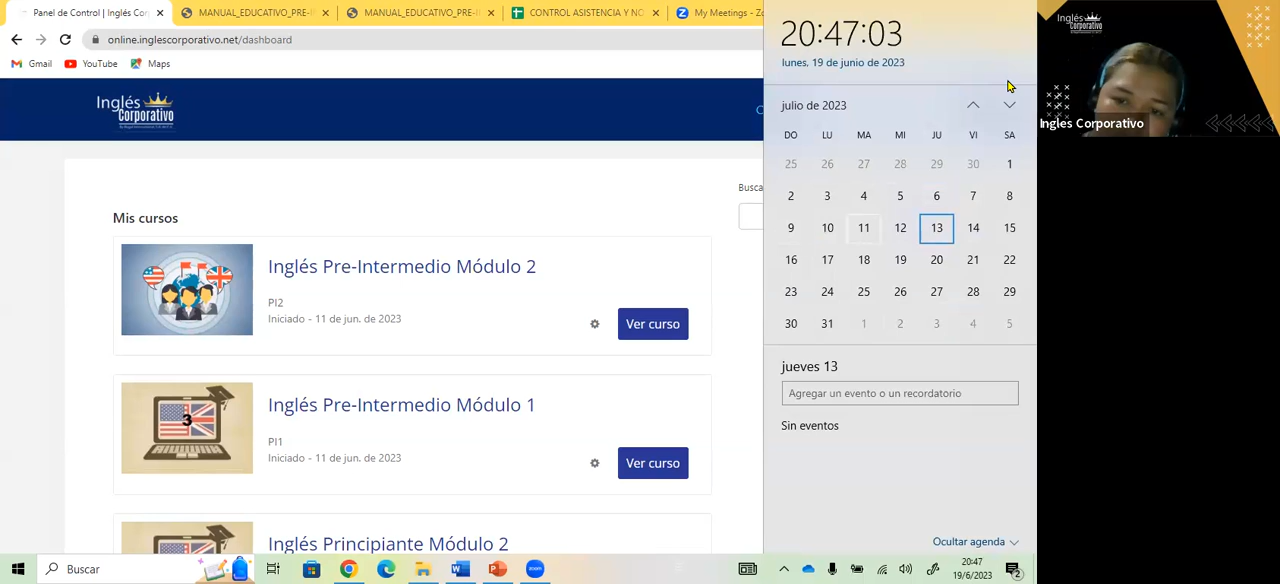 Panel de Control | Inglés Cor
MANUAL_EDUCATIVO_PRE-I
MANUAL_EDUCATIVO_PRE-I
CONTROL ASISTENCIA Y NO
My Meetings - Zo
online.inglescorporativo.net/dashboard
Gmail
YouTube
Maps
Inglés
Corporativo
C
Busca
Mis cursos
Inglés Pre-Intermedio Módulo 2
PI2
Iniciado - 11 de jun. de 2023
Ver curso
3
Inglés Pre-Intermedio Módulo 1
PI1
Iniciado - 11 de jun. de 2023
Ver curso
Inglés Principiante Módulo 2
20:47:03
lunes, 19 de junio de 2023
julio de 2023
DO LU MA MI JU VI SA
25 26 27 28 29 30 1
2 3 4 5 6 7 8
9 10 11 12 13 14 15
16 17 18 19 20 21 22
23 24 25 26 27 28 29
30 31 1 2 3 4 5
jueves 13
Agregar un evento o un recordatorio
Sin eventos
Ocultar agenda
Inglés
Corporativo
Ingles Corporativo
Buscar
zoom
20:47
19/6/2023
2